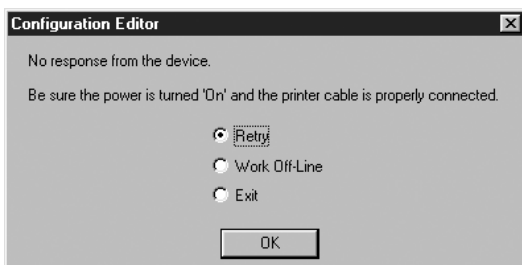 Configuration Editor
No response from the device.
Be sure the power is turned 'On' and the printer cable is properly connected.
Retry
Work Off-Line
Exit
OK